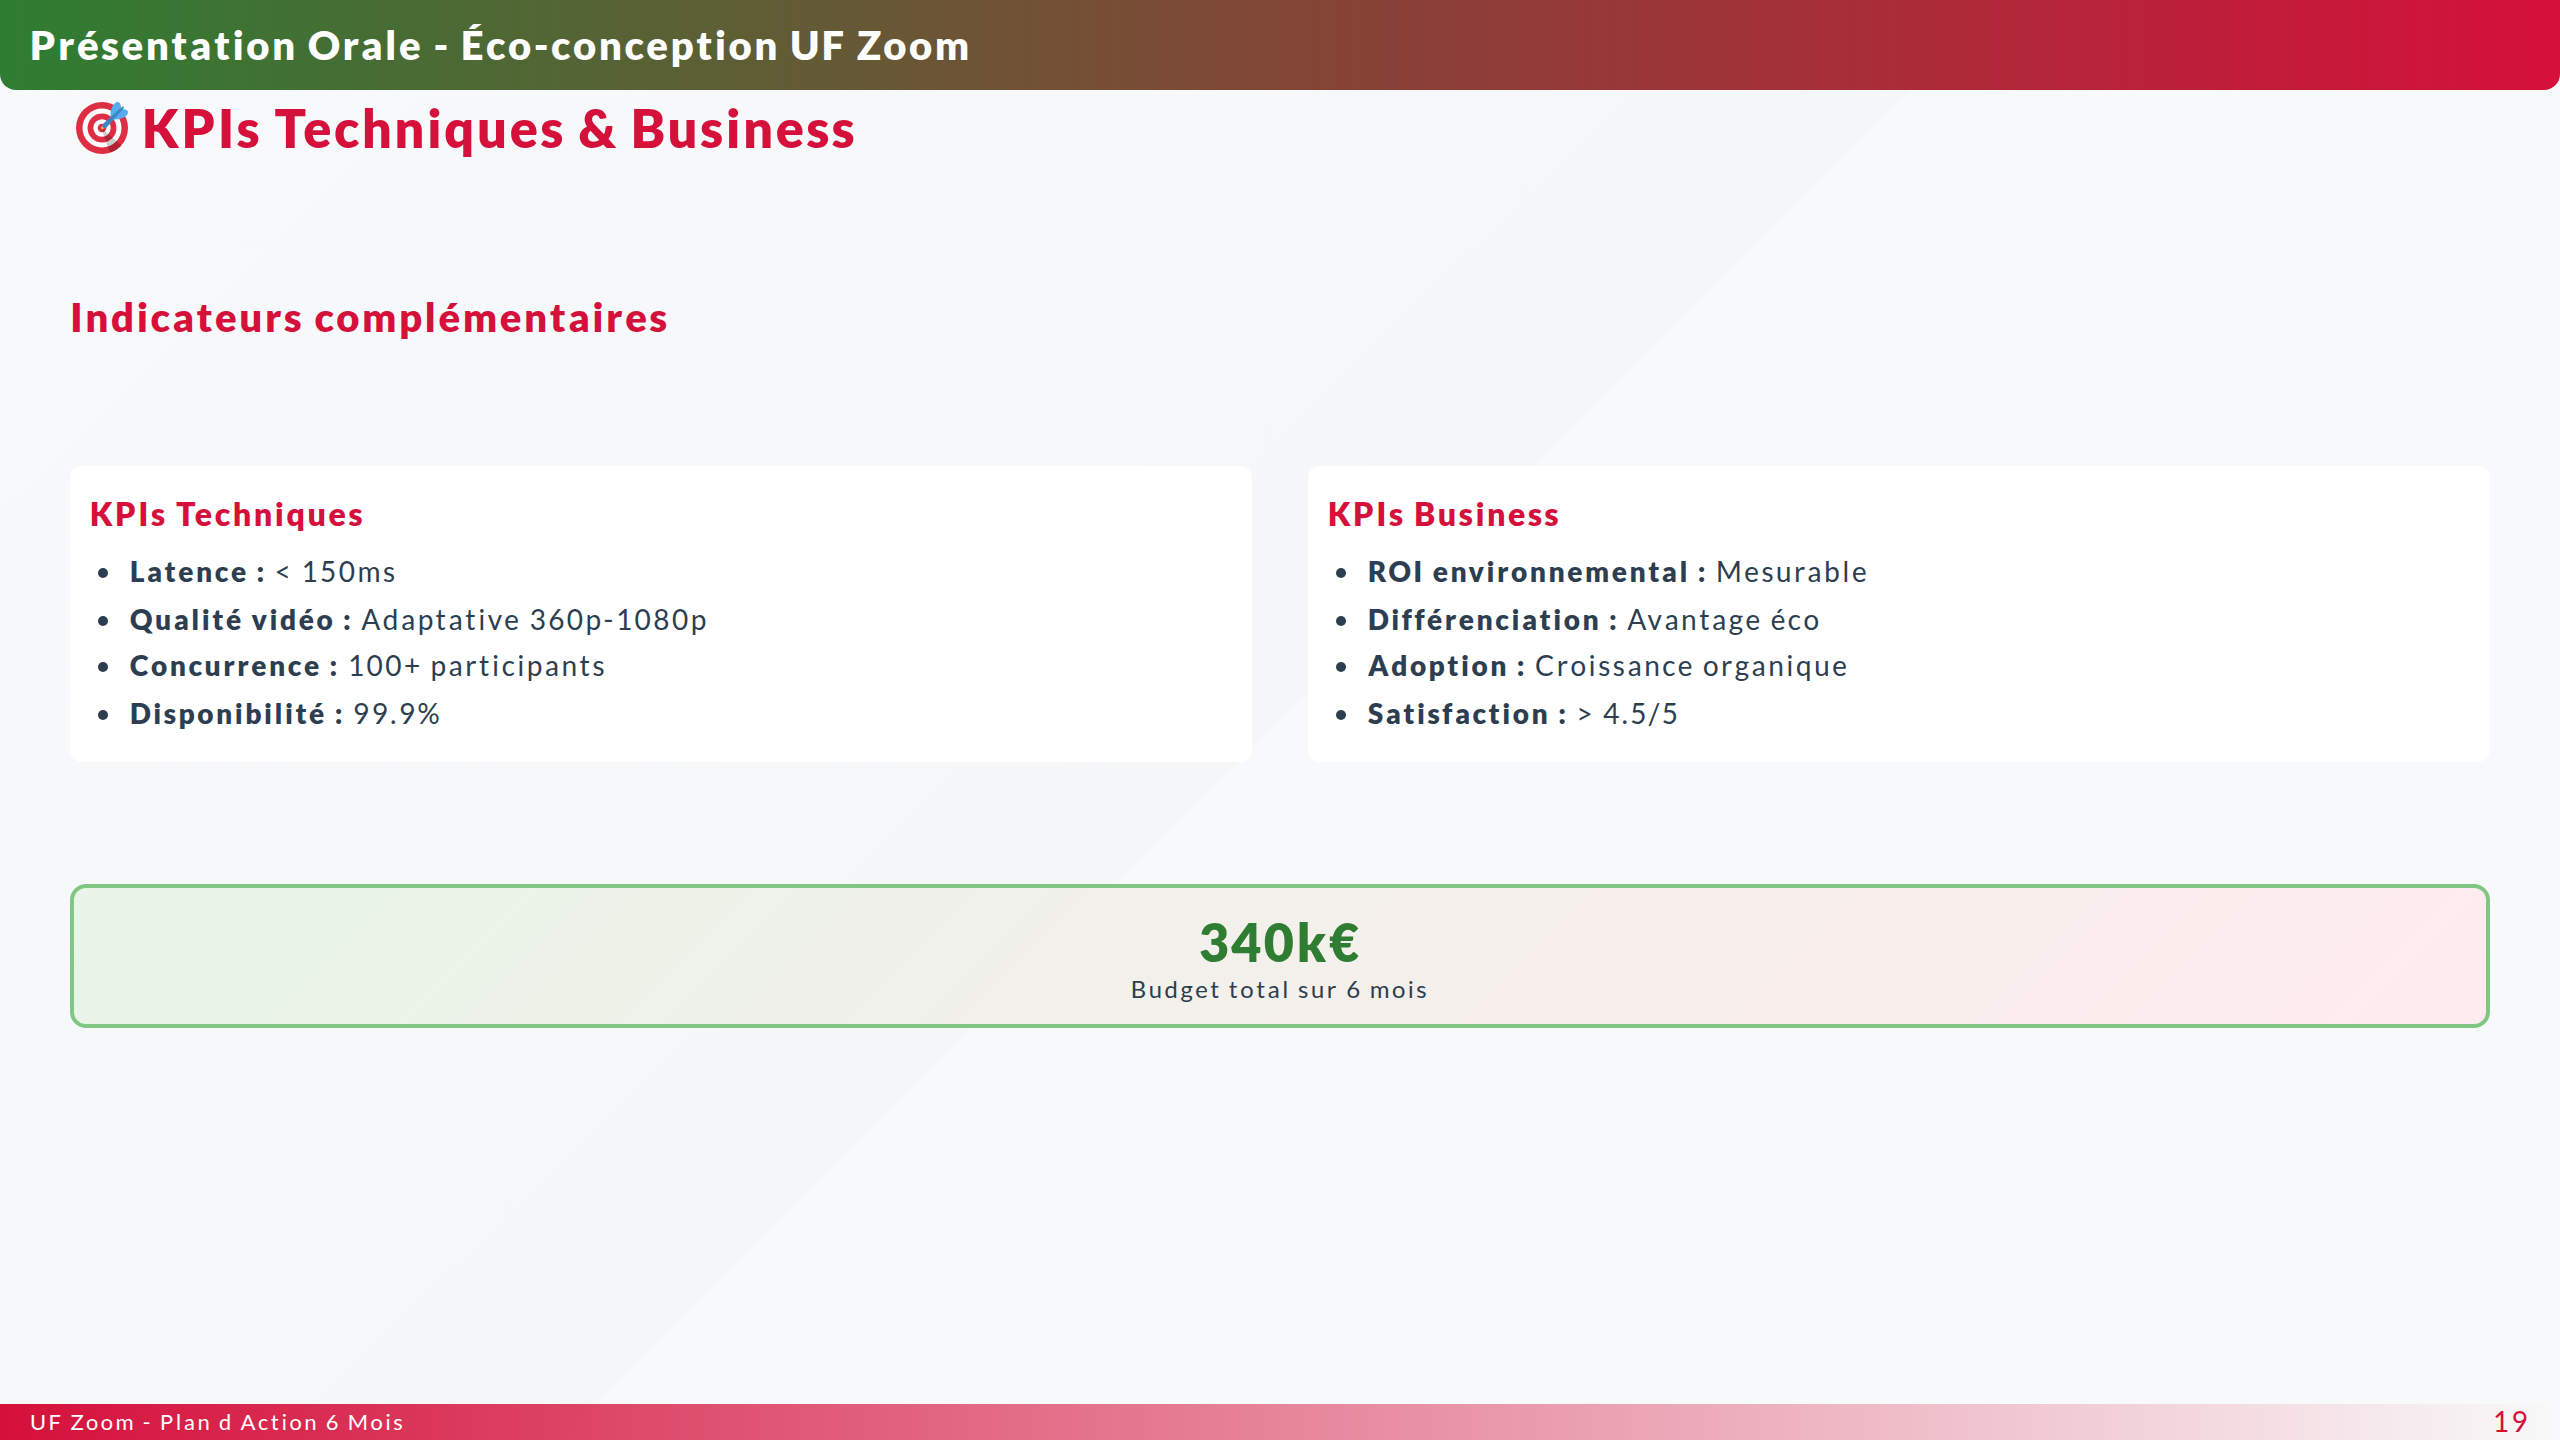 Présentation Orale - Éco-conception UF Zoom
🎯 KPIs Techniques & Business
Indicateurs complémentaires
KPIs Techniques
• Latence : < 150ms
• Qualité vidéo : Adaptative 360p-1080p
• Concurrence : 100+ participants
• Disponibilité : 99.9%
KPIs Business
• ROI environnemental : Mesurable
• Différenciation : Avantage éco
• Adoption : Croissance organique
• Satisfaction : > 4.5/5
340k€
Budget total sur 6 mois
UF Zoom - Plan d Action 6 Mois
19